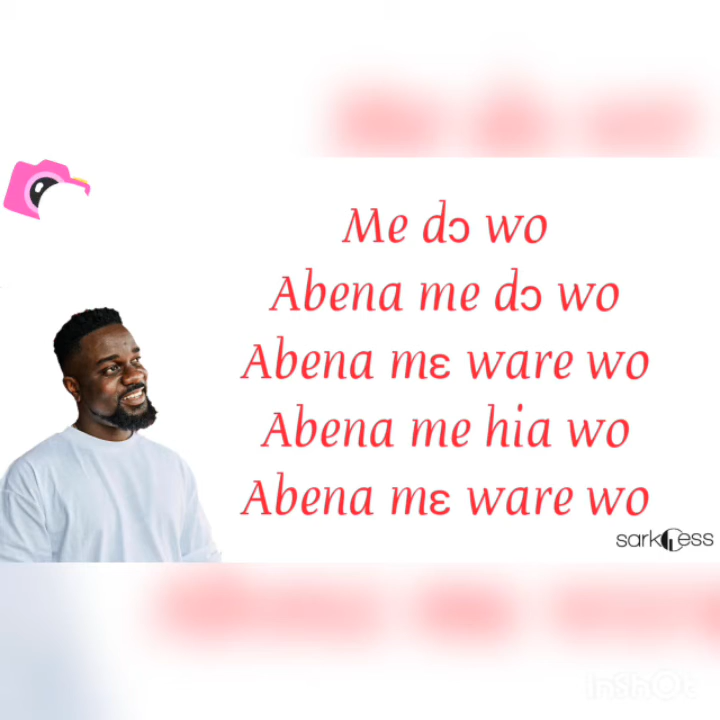 Me dɔ wo
Abena me dɔ wo
Abena mɛ ware wo
Abena me hia wo
Abena mɛ ware wo
sarkCess
InShOt